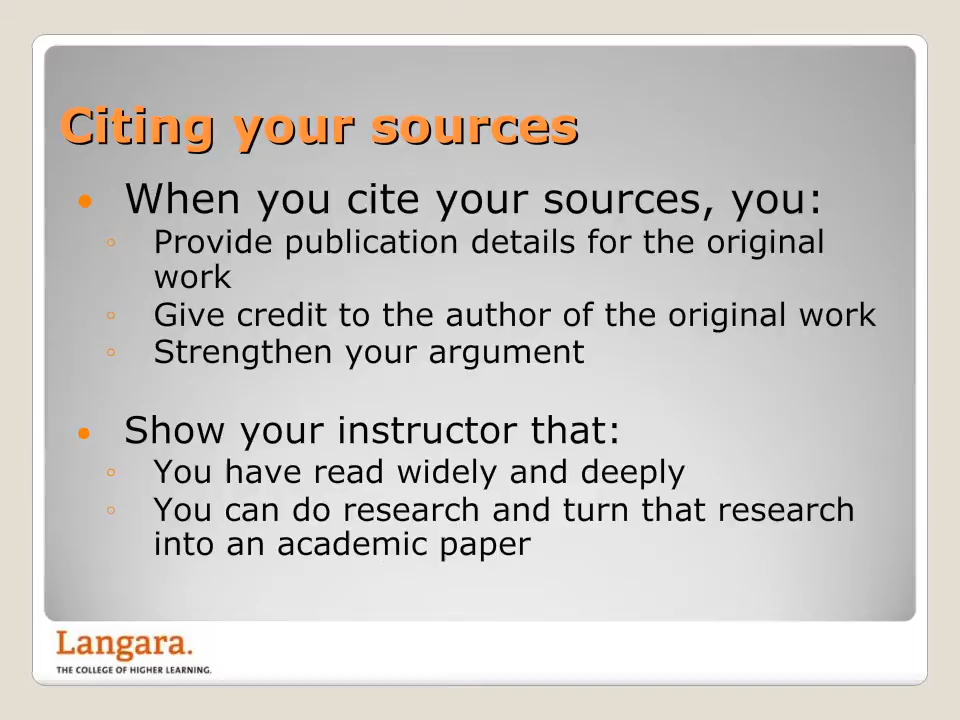 Citing your sources
• When you cite your sources, you:
◦ Provide publication details for the original
work
◦ Give credit to the author of the original work
◦ Strengthen your argument
• Show your instructor that:
◦ You have read widely and deeply
◦ You can do research and turn that research
into an academic paper
Langara.
THE COLLEGE OF HIGHER LEARNING.